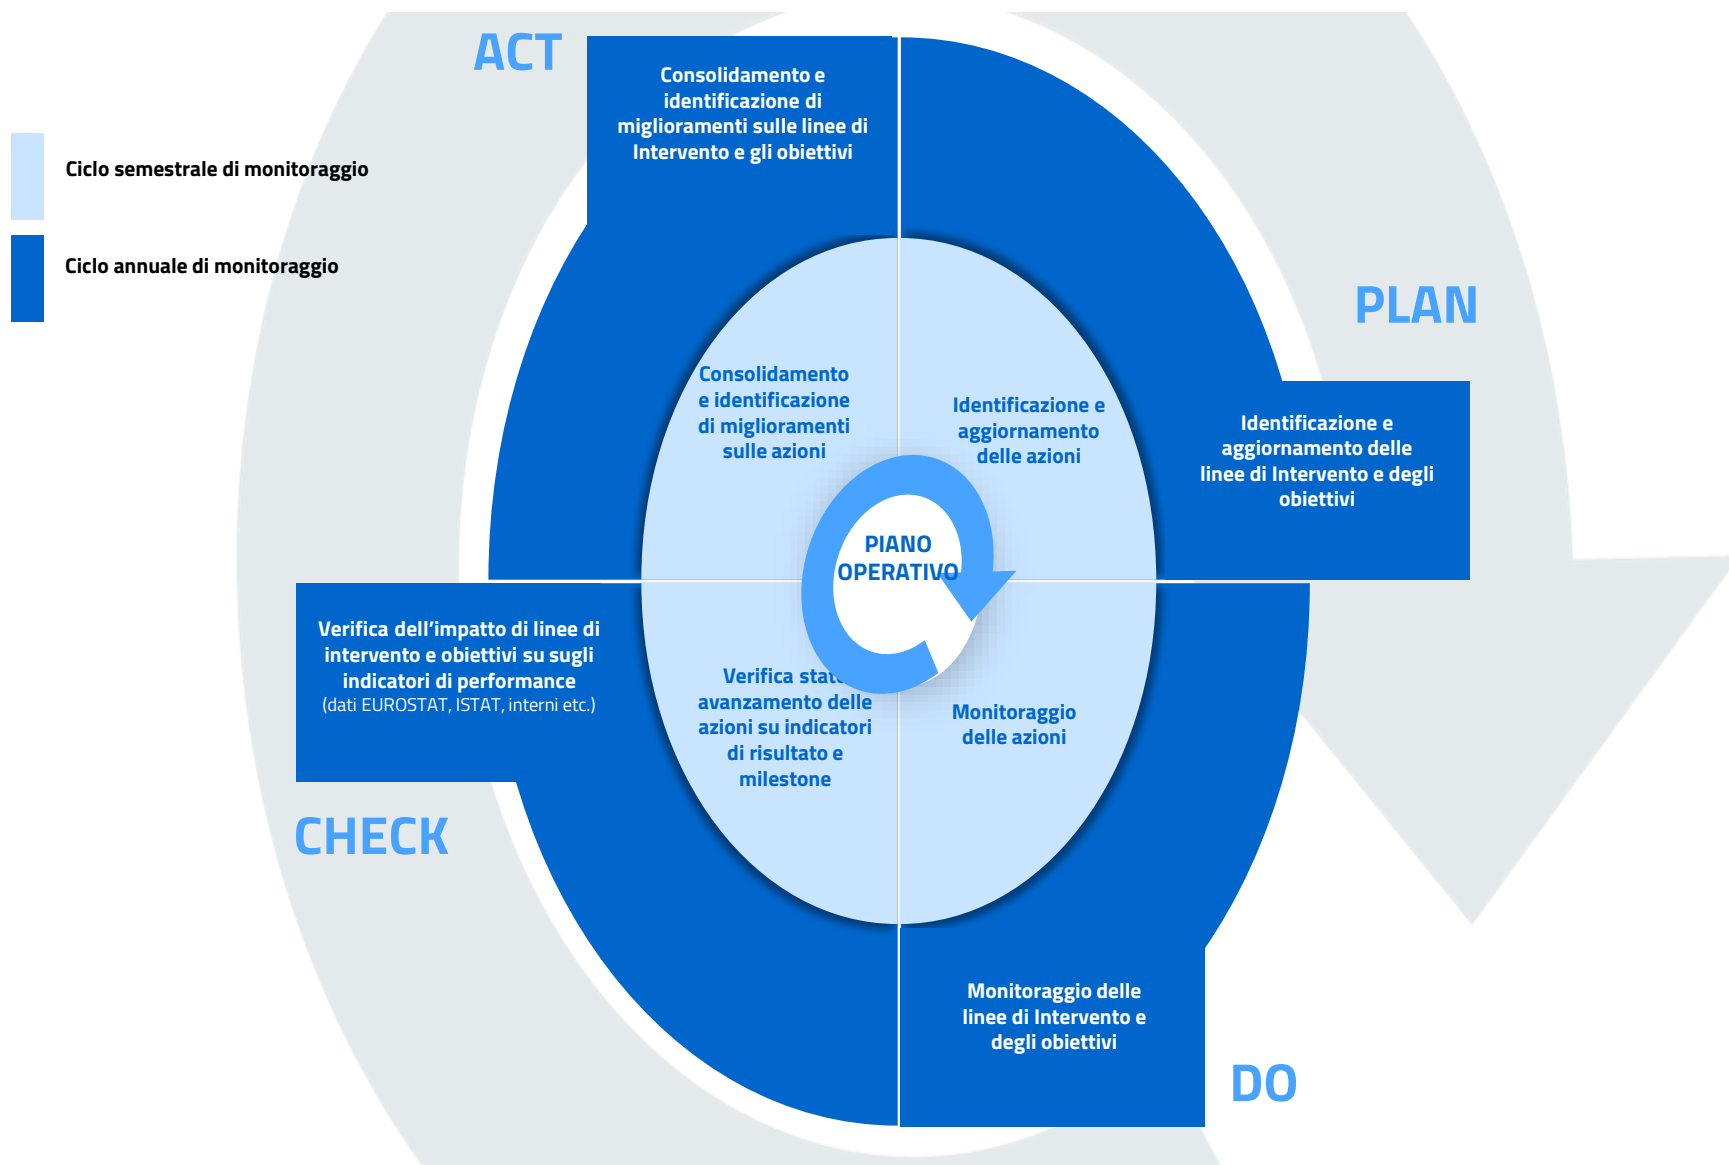 ACT
Consolidamento e
identificazione di
miglioramenti sulle linee di
Intervento e gli obiettivi
Ciclo semestrale di monitoraggio
Ciclo annuale di monitoraggio
PLAN
Consolidamento
e identificazione
di miglioramenti
sulle azioni
Identificazione e
aggiornamento
delle azioni
Identificazione e
aggiornamento delle
linee di Intervento e degli
obiettivi
PIANO
OPERATIVO
Verifica dell’impatto di linee di
intervento e obiettivi su sugli
indicatori di performance
(dati EUROSTAT, ISTAT, interni etc.)
Verifica stato
avanzamento delle
azioni su indicatori
di risultato e
milestone
Monitoraggio
delle azioni
CHECK
Monitoraggio delle
linee di Intervento e
degli obiettivi
DO